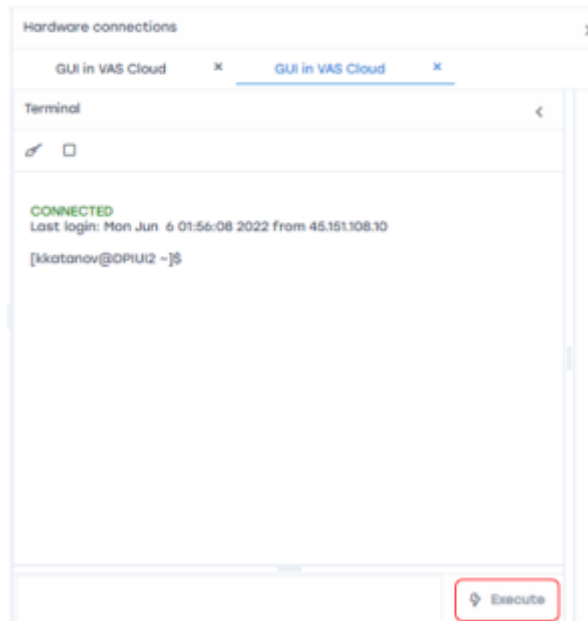 Hardware connections
GUI in VAS Cloud × GUI in VAS Cloud ×
Terminal
CONNECTED
Last login: Mon Jun 6 01:56:08 2022 from 45.151.108.10
[kkatanov@DPIUI2 ~]$
Execute